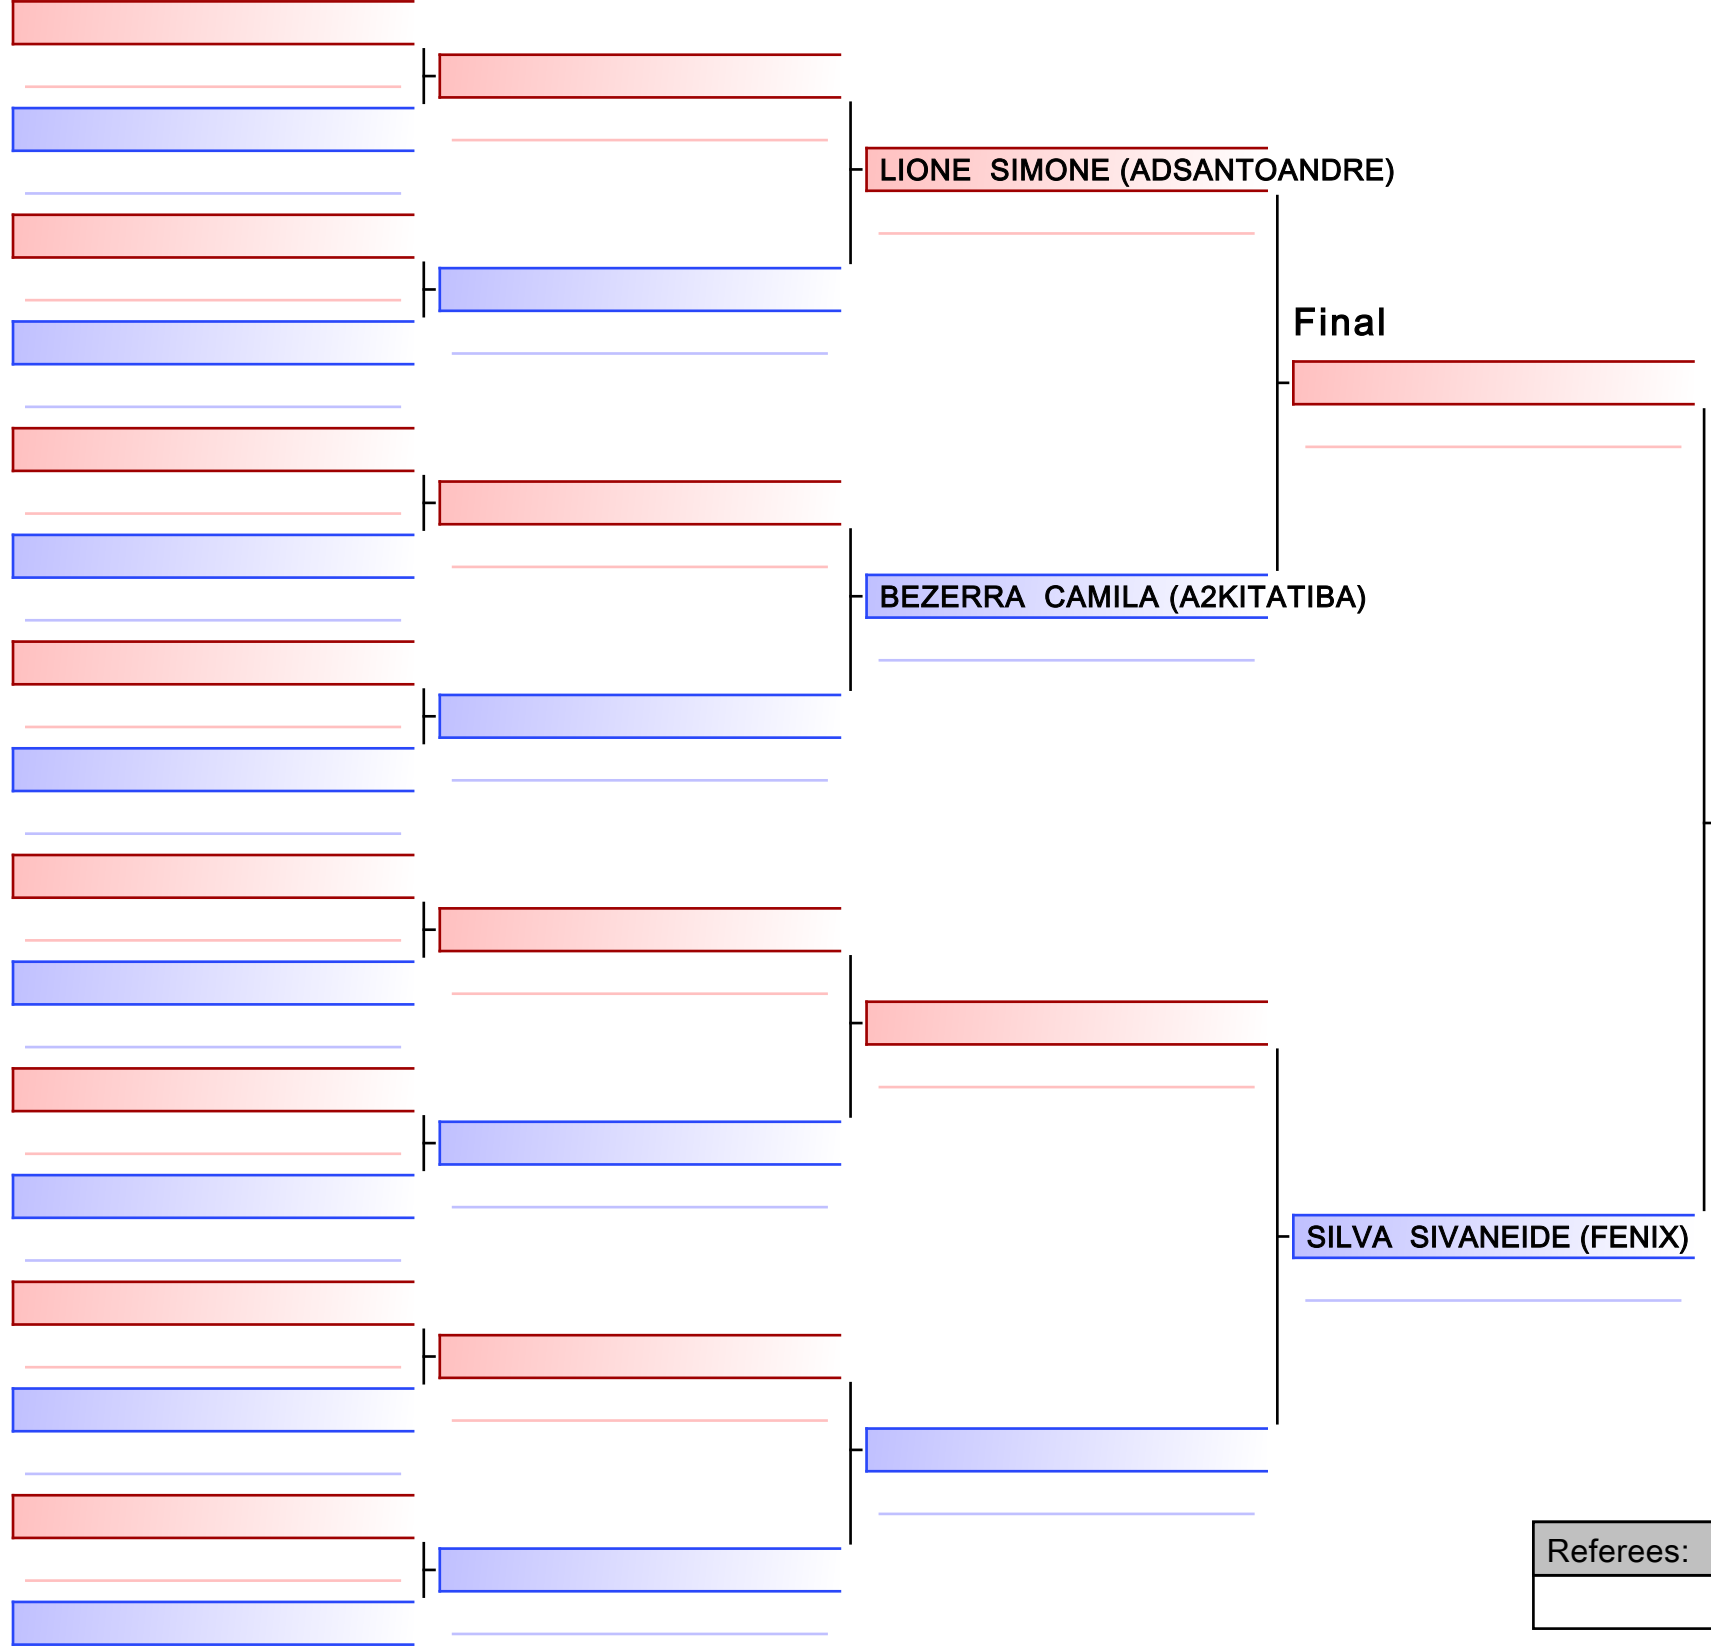 LIONE  SIMONE (ADSANTOANDRE)
Final
BEZERRA  CAMILA (A2KITATIBA)
SILVA  SIVANEIDE (FENIX)
Referees: